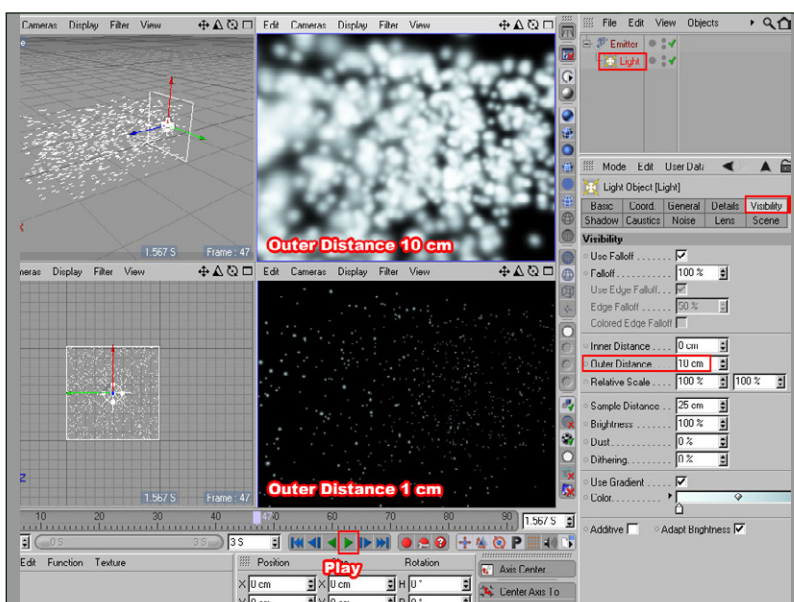 Cameras Display Filter View
Edit Cameras Display Filter View
File Edit View Objects
Emitter
Light
Outer Distance 10 cm
1.567 S Frame : 47
Mode Edit User Data
Light Object [Light]
Basic Coord. General Details Visibility
Shadow Caustics Noise Lens Scene
Visibility
Use Falloff
Falloff 100 %
Use Edge Falloff
Edge Falloff 50 %
Colored Edge Falloff
Inner Distance 0 cm
Outer Distance 10 cm
Relative Scale 100 % 100 %
Sample Distance 25 cm
Brightness 100 %
Dust 0 %
Dithering 0 %
Use Gradient
Color
Additive Adapt Brightness
meras Display Filter View
Edit Cameras Display Filter View
Z
1.567 S Frame : 47
Outer Distance 1 cm
10 20 30 40 47 60 70 80 90 1.567 S
0 S 3 S 3 S
P
Play
Edit Function Texture
Position Rotation
X 0 cm X 0 cm H 0 °
Axis Center
Center Axis To